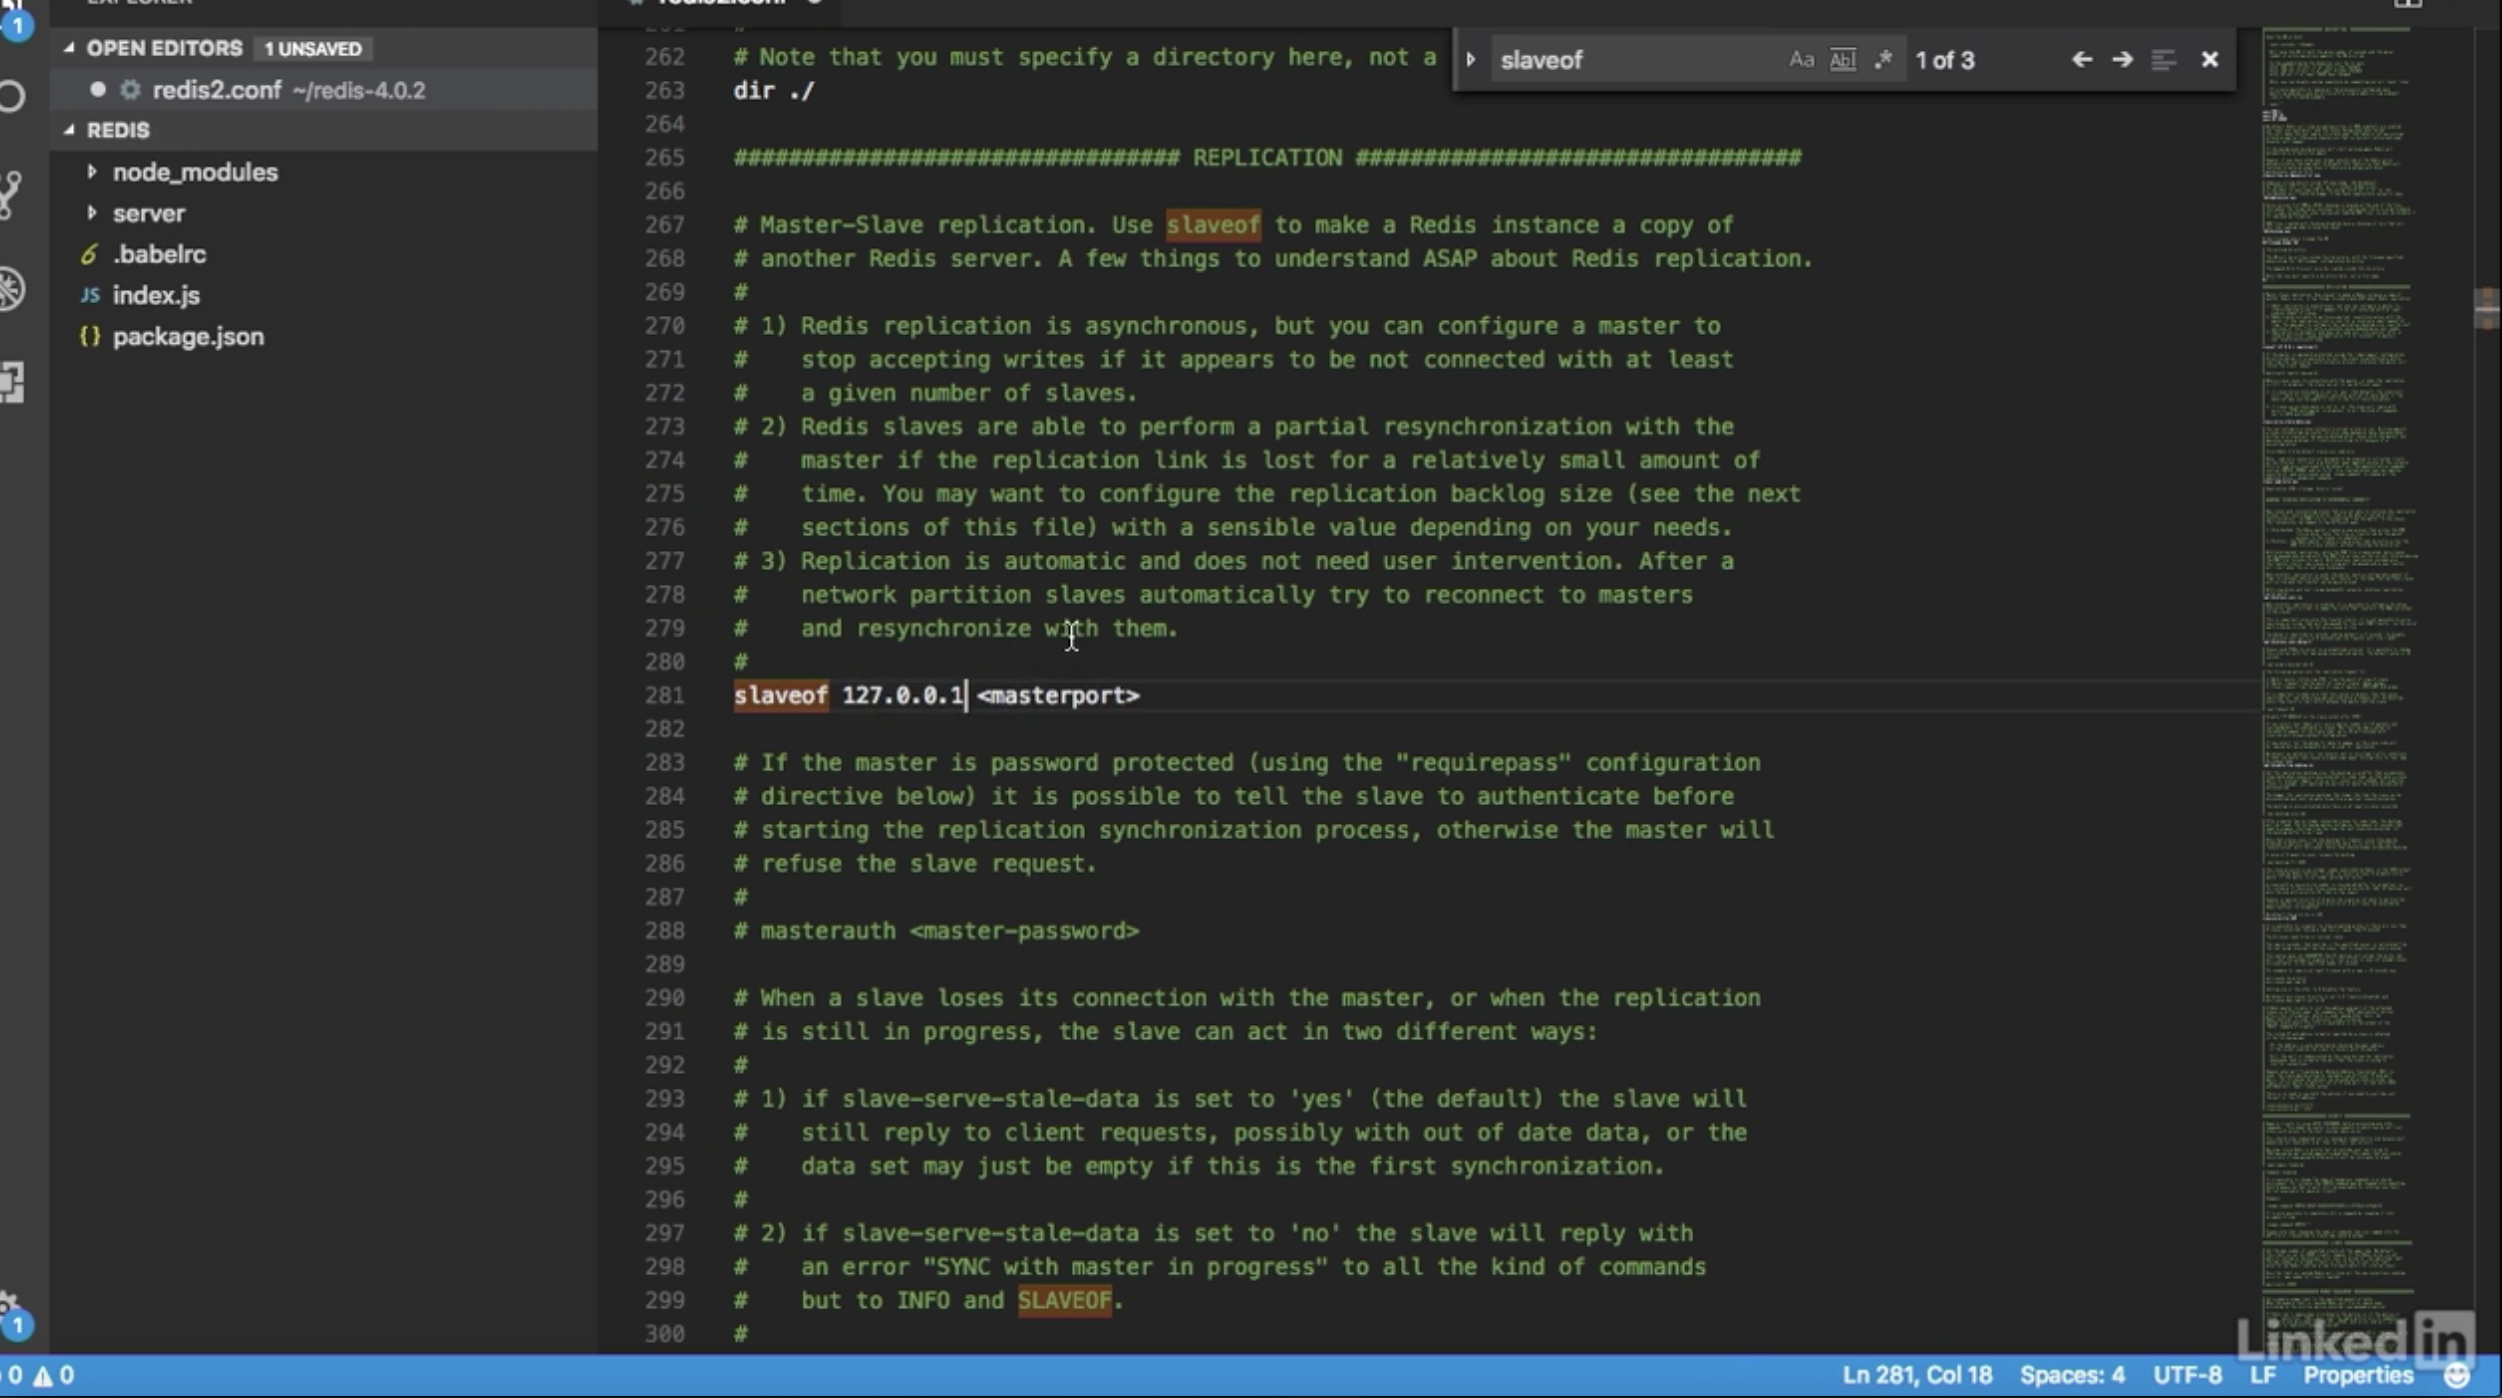 EXPLORER
OPEN EDITORS 1 UNSAVED
redis2.conf ~/redis-4.0.2
REDIS
node_modules
server
.babelrc
JS index.js
{} package.json
1
1
redis2.conf
slaveof Aa Abl .* 1 of 3
261 #
262 # Note that you must specify a directory here, not a
263 dir ./
264
265 ################################# REPLICATION #################################
266
267 # Master-Slave replication. Use slaveof to make a Redis instance a copy of
268 # another Redis server. A few things to understand ASAP about Redis replication.
269 #
270 # 1) Redis replication is asynchronous, but you can configure a master to
271 #    stop accepting writes if it appears to be not connected with at least
272 #    a given number of slaves.
273 # 2) Redis slaves are able to perform a partial resynchronization with the
274 #    master if the replication link is lost for a relatively small amount of
275 #    time. You may want to configure the replication backlog size (see the next
276 #    sections of this file) with a sensible value depending on your needs.
277 # 3) Replication is automatic and does not need user intervention. After a
278 #    network partition slaves automatically try to reconnect to masters
279 #    and resynchronize with them.
280 #
281 slaveof 127.0.0.1 <masterport>
282
283 # If the master is password protected (using the "requirepass" configuration
284 # directive below) it is possible to tell the slave to authenticate before
285 # starting the replication synchronization process, otherwise the master will
286 # refuse the slave request.
287 #
288 # masterauth <master-password>
289
290 # When a slave loses its connection with the master, or when the replication
291 # is still in progress, the slave can act in two different ways:
292 #
293 # 1) if slave-serve-stale-data is set to 'yes' (the default) the slave will
294 #    still reply to client requests, possibly with out of date data, or the
295 #    data set may just be empty if this is the first synchronization.
296 #
297 # 2) if slave-serve-stale-data is set to 'no' the slave will reply with
298 #    an error "SYNC with master in progress" to all the kind of commands
299 #    but to INFO and SLAVEOF.
300 #
0 0 Ln 281, Col 18 Spaces: 4 UTF-8 LF Properties
Linked in